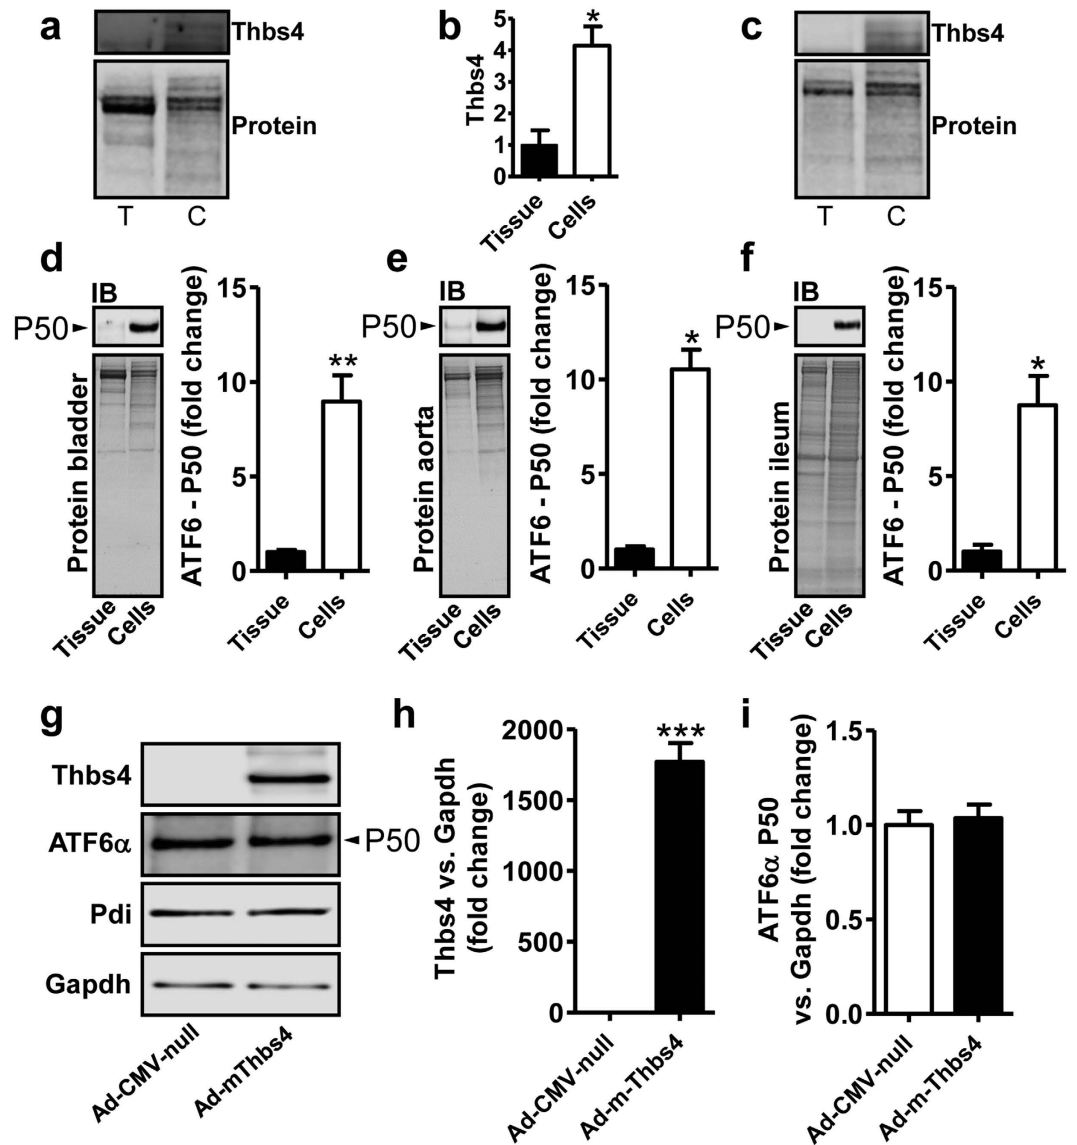 a
Thbs4
Protein
T C
b
Thbs4
5
4
3
2
1
0
*
Tissue
Cells
c
Thbs4
Protein
T C
d
IB
P50
Protein bladder
Tissue
Cells
ATF6 - P50 (fold change)
15
10
5
0
**
Tissue
Cells
e
IB
P50
Protein aorta
Tissue
Cells
ATF6 - P50 (fold change)
15
10
5
0
*
Tissue
Cells
f
IB
P50
Protein ileum
Tissue
Cells
ATF6 - P50 (fold change)
15
10
5
0
*
Tissue
Cells
g
Thbs4
ATF6α
P50
Pdi
Gapdh
Ad-CMV-null
Ad-mThbs4
h
Thbs4 vs. Gapdh
(fold change)
2000
1500
1000
500
0
***
Ad-CMV-null
Ad-m-Thbs4
i
ATF6α P50
vs. Gapdh (fold change)
1.5
1.0
0.5
0.0
Ad-CMV-null
Ad-m-Thbs4